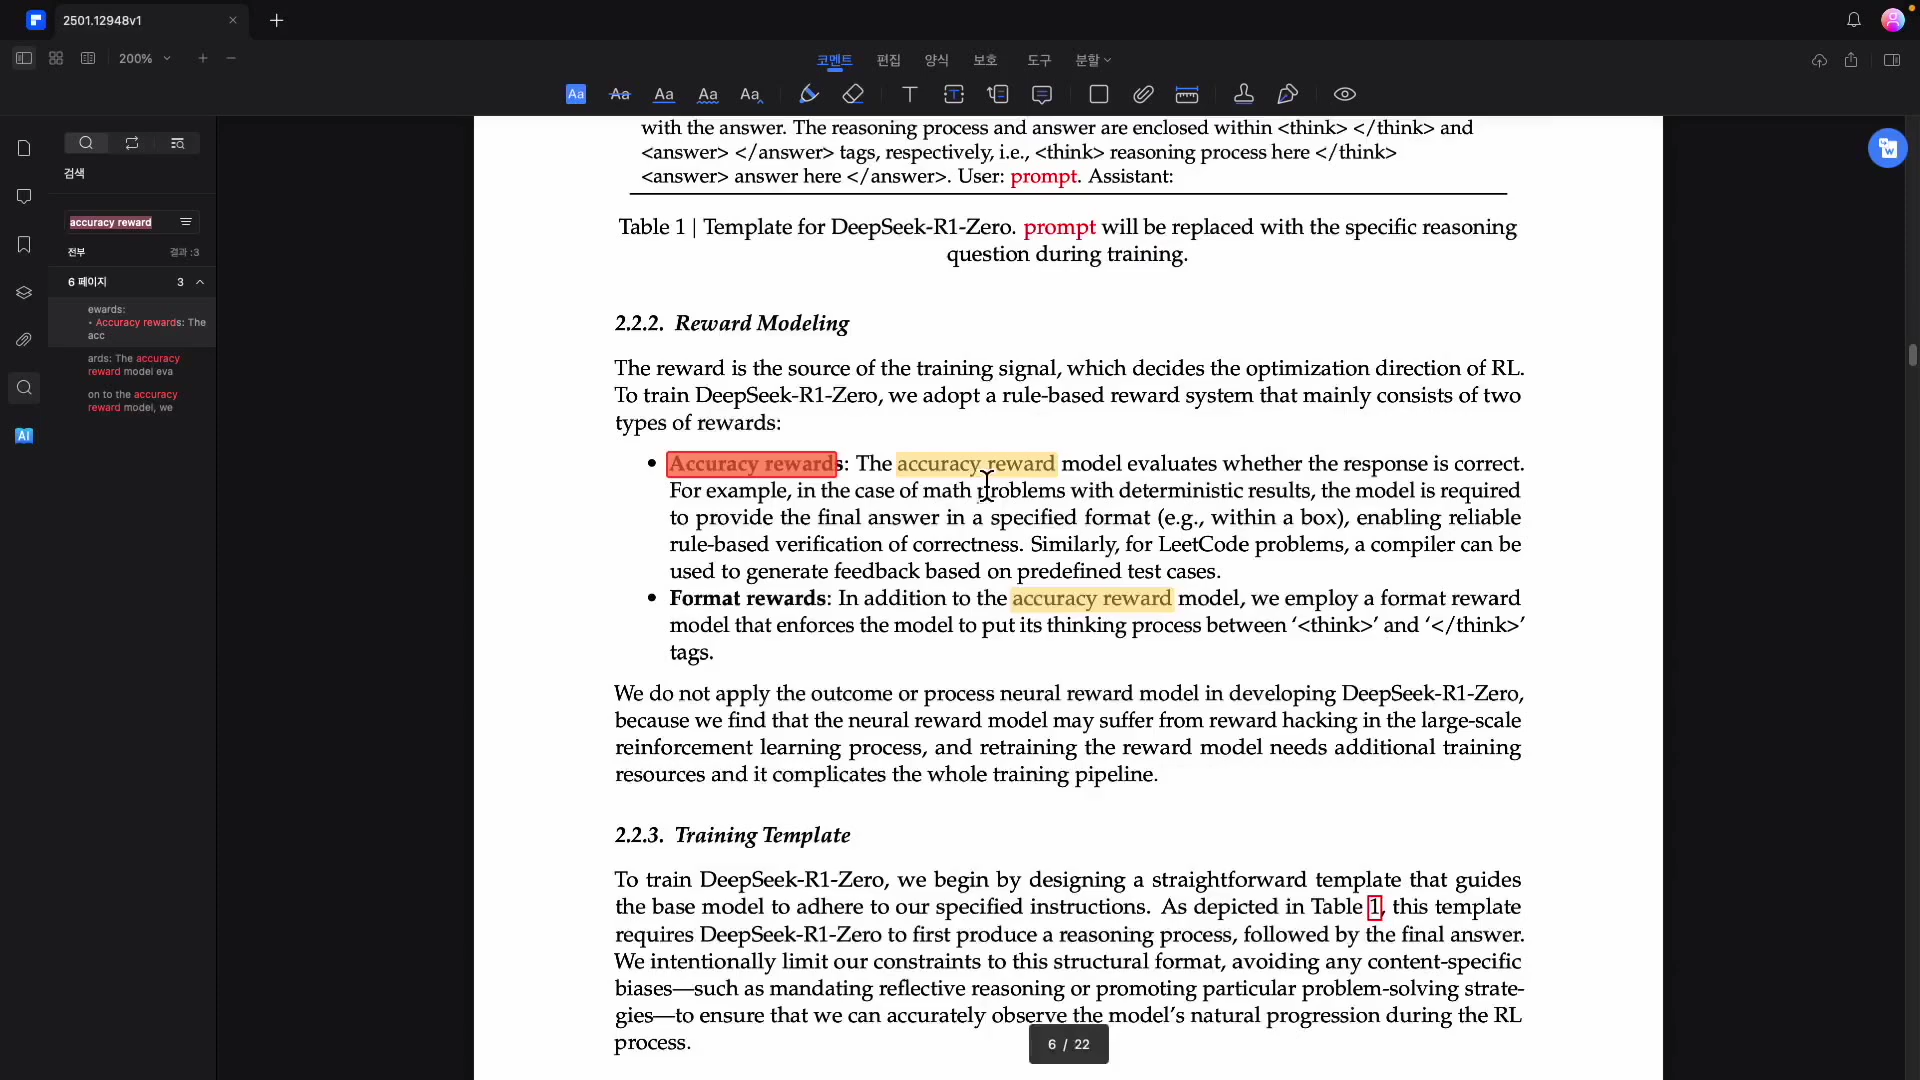 2501.12948v1
200%
코멘트 편집 양식 보호 도구 분할
Aa Aa Aa Aa Aa
검색
accuracy reward
전부 결과 :3
6 페이지 3
ewards:
• Accuracy rewards: The
acc
ards: The accuracy
reward model eva
on to the accuracy
reward model, we
AI
with the answer. The reasoning process and answer are enclosed within <think> </think> and
<answer> </answer> tags, respectively, i.e., <think> reasoning process here </think>
<answer> answer here </answer>. User: prompt. Assistant:
Table 1 | Template for DeepSeek-R1-Zero. prompt will be replaced with the specific reasoning
question during training.
2.2.2. Reward Modeling
The reward is the source of the training signal, which decides the optimization direction of RL.
To train DeepSeek-R1-Zero, we adopt a rule-based reward system that mainly consists of two
types of rewards:
• Accuracy rewards: The accuracy reward model evaluates whether the response is correct.
For example, in the case of math problems with deterministic results, the model is required
to provide the final answer in a specified format (e.g., within a box), enabling reliable
rule-based verification of correctness. Similarly, for LeetCode problems, a compiler can be
used to generate feedback based on predefined test cases.
• Format rewards: In addition to the accuracy reward model, we employ a format reward
model that enforces the model to put its thinking process between ‘<think>’ and ‘</think>’
tags.
We do not apply the outcome or process neural reward model in developing DeepSeek-R1-Zero,
because we find that the neural reward model may suffer from reward hacking in the large-scale
reinforcement learning process, and retraining the reward model needs additional training
resources and it complicates the whole training pipeline.
2.2.3. Training Template
To train DeepSeek-R1-Zero, we begin by designing a straightforward template that guides
the base model to adhere to our specified instructions. As depicted in Table 1, this template
requires DeepSeek-R1-Zero to first produce a reasoning process, followed by the final answer.
We intentionally limit our constraints to this structural format, avoiding any content-specific
biases—such as mandating reflective reasoning or promoting particular problem-solving strate-
gies—to ensure that we can accurately observe the model’s natural progression during the RL
process.
6 / 22